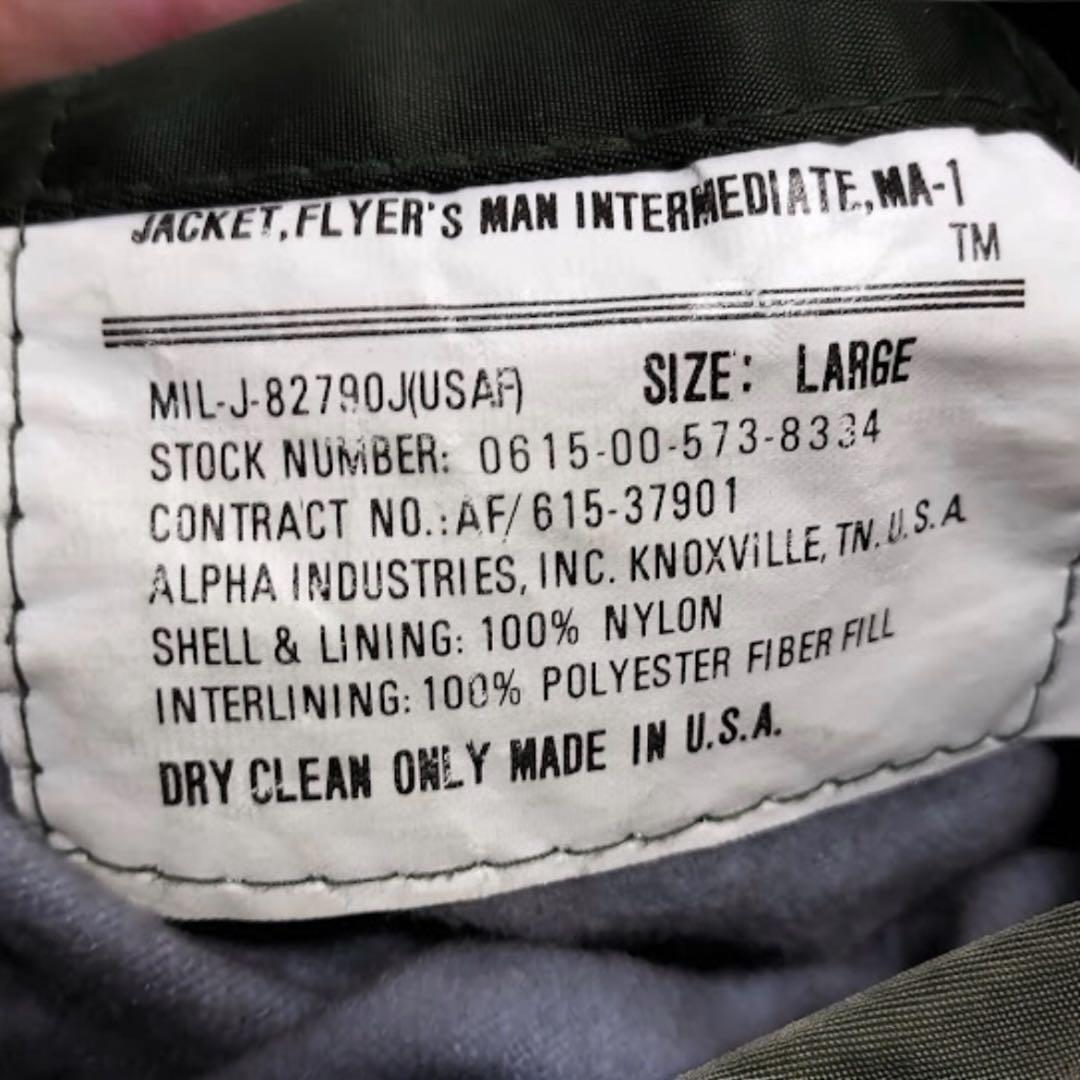 JACKET, FLYER'S MAN INTERMEDIATE, MA-1
TM
MIL-J-82790J(USAF) SIZE: LARGE
STOCK NUMBER: 0615-00-573-8334
CONTRACT NO.: AF/615-37901
ALPHA INDUSTRIES, INC. KNOXVILLE, TN. U.S.A.
SHELL & LINING: 100% NYLON
INTERLINING: 100% POLYESTER FIBER FILL
DRY CLEAN ONLY MADE IN U.S.A.